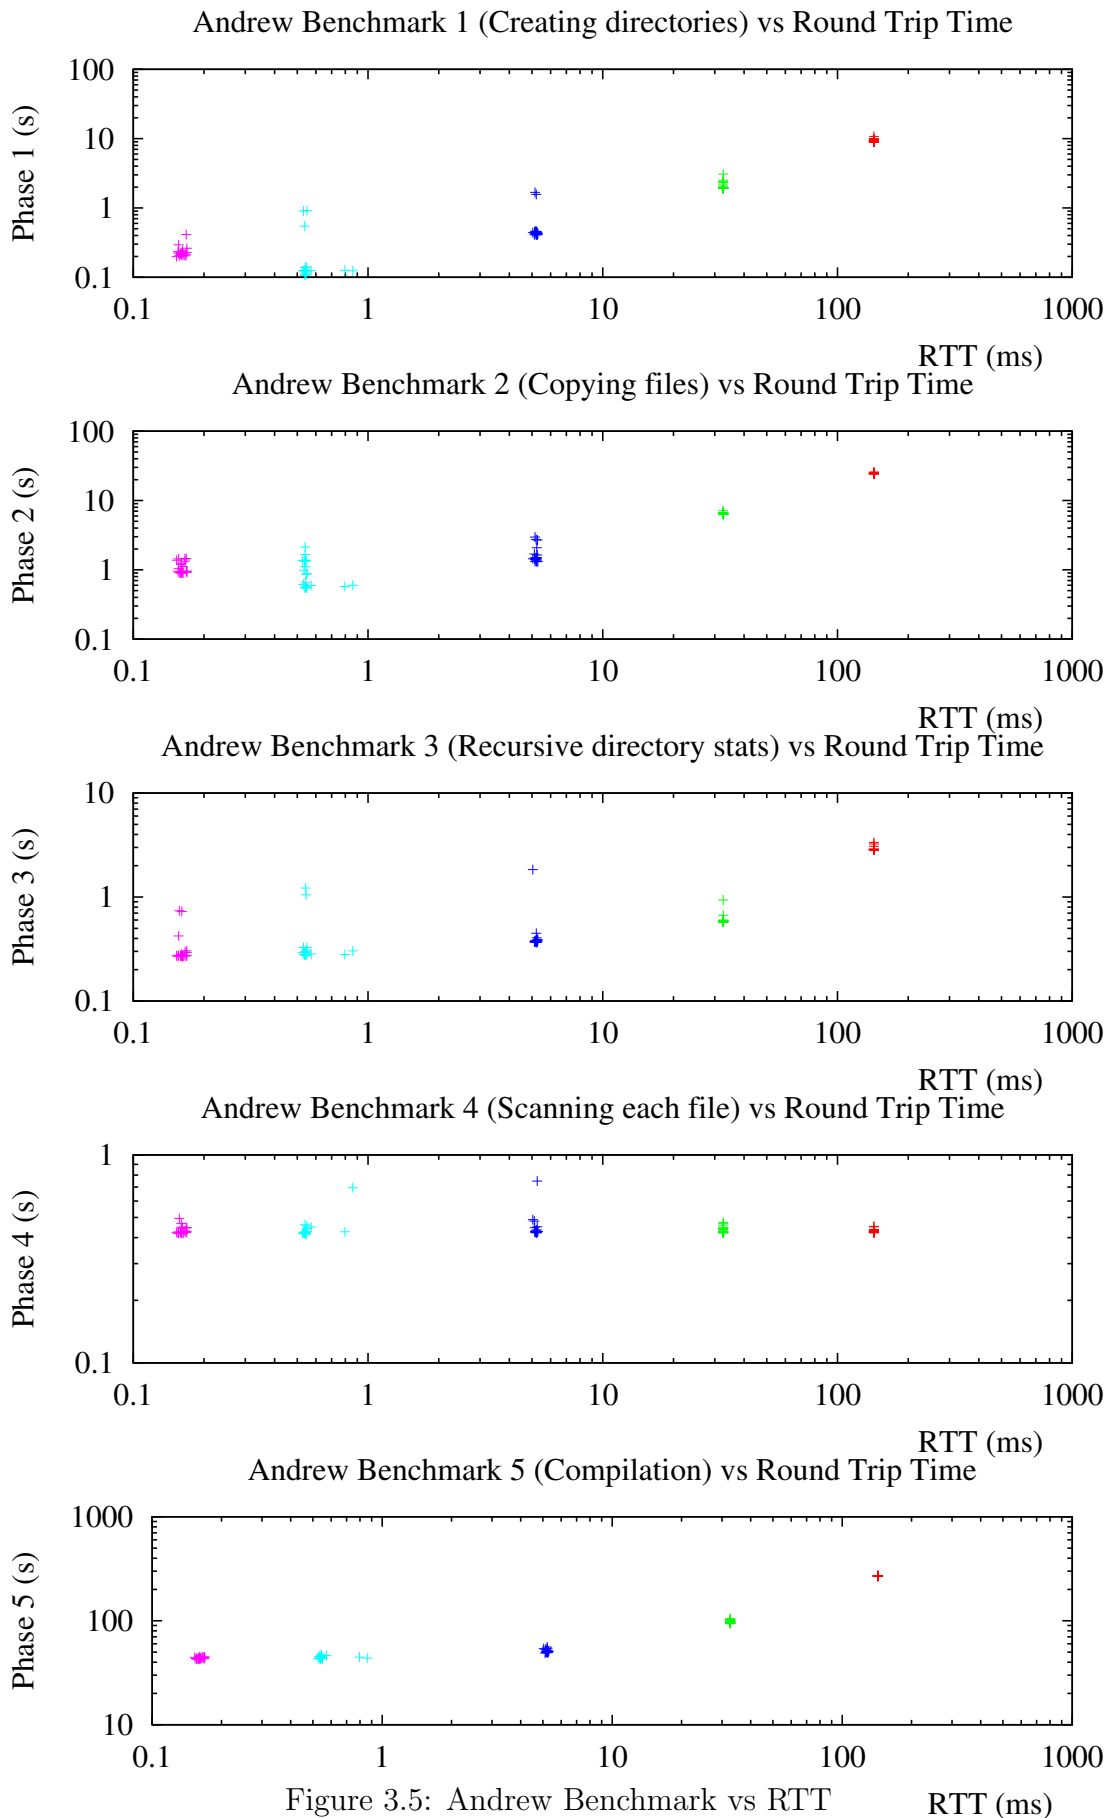 Andrew Benchmark 1 (Creating directories) vs Round Trip Time
100
10
1
0.1
Phase 1 (s)
0.1 1 10 100 1000
RTT (ms)
Andrew Benchmark 2 (Copying files) vs Round Trip Time
100
10
1
0.1
Phase 2 (s)
0.1 1 10 100 1000
RTT (ms)
Andrew Benchmark 3 (Recursive directory stats) vs Round Trip Time
10
1
0.1
Phase 3 (s)
0.1 1 10 100 1000
RTT (ms)
Andrew Benchmark 4 (Scanning each file) vs Round Trip Time
1
0.1
Phase 4 (s)
0.1 1 10 100 1000
RTT (ms)
Andrew Benchmark 5 (Compilation) vs Round Trip Time
1000
100
10
Phase 5 (s)
0.1 1 10 100 1000
RTT (ms)
Figure 3.5: Andrew Benchmark vs RTT